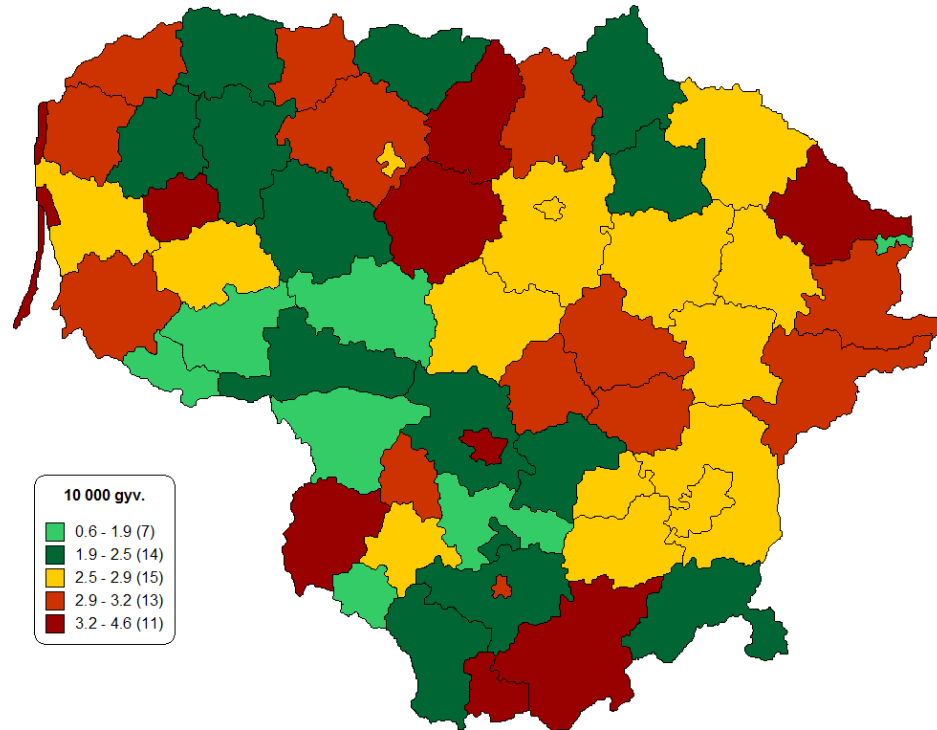 10 000 gyv.
0.6 - 1.9 (7)
1.9 - 2.5 (14)
2.5 - 2.9 (15)
2.9 - 3.2 (13)
3.2 - 4.6 (11)